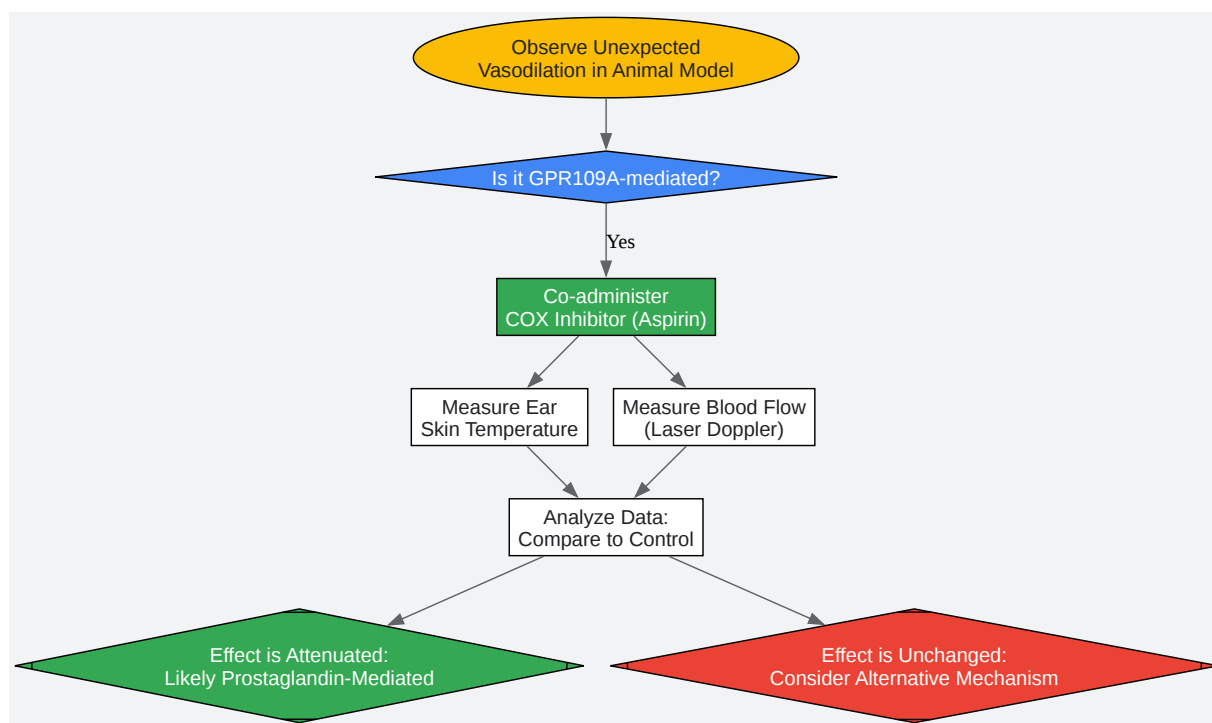 Observe Unexpected
Vasodilation in Animal Model
Is it GPR109A-mediated?
Yes
Co-administer
COX Inhibitor (Aspirin)
Measure Ear
Skin Temperature
Measure Blood Flow
(Laser Doppler)
Analyze Data:
Compare to Control
Effect is Attenuated:
Likely Prostaglandin-Mediated
Effect is Unchanged:
Consider Alternative Mechanism